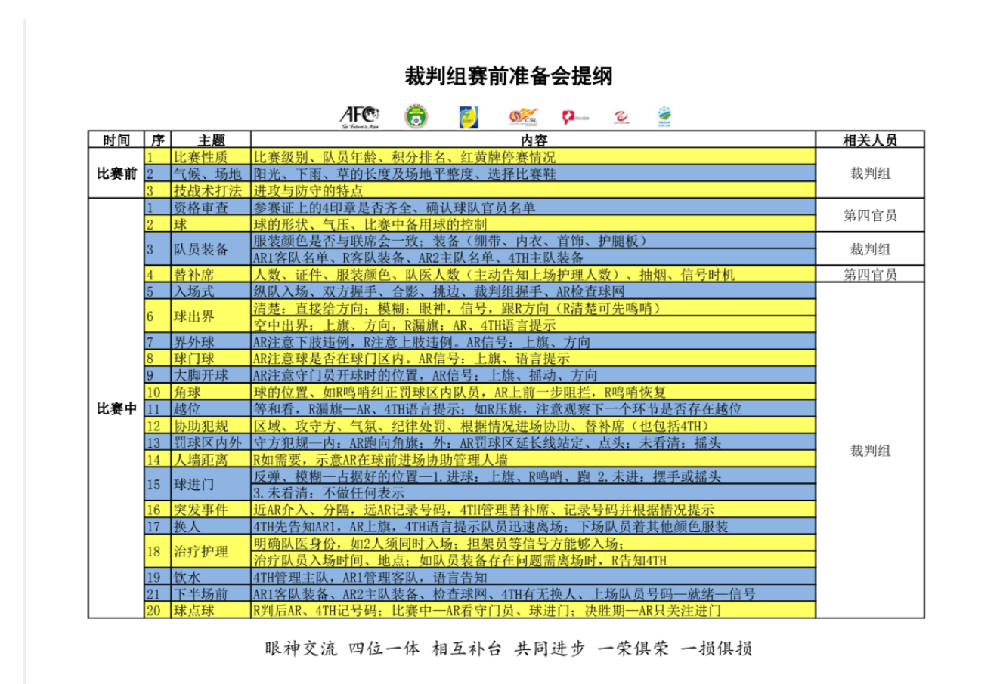 裁判组赛前准备会提纲
AFC
The Future is Asia
CSL
时间 序 主题 内容 相关人员
比赛前 1 比赛性质 比赛级别、队员年龄、积分排名、红黄牌停赛情况 裁判组
2 气候、场地 阳光、下雨、草的长度及场地平整度、选择比赛鞋
3 技战术打法 进攻与防守的特点
比赛中 1 资格审查 参赛证上的4印章是否齐全、确认球队官员名单 第四官员
2 球 球的形状、气压、比赛中备用球的控制
3 队员装备 服装颜色是否与联席会一致；装备（绷带、内衣、首饰、护腿板） 裁判组
AR1客队名单、R客队装备、AR2主队名单、4TH主队装备
4 替补席 人数、证件、服装颜色、队医人数（主动告知上场护理人数）、抽烟、信号时机 第四官员
5 入场式 纵队入场、双方握手、合影、挑边、裁判组握手、AR检查球网 裁判组
6 球出界 清楚：直接给方向；模糊：眼神，信号，跟R方向（R清楚可先鸣哨）
空中出界：上旗、方向，R漏旗：AR、4TH语言提示
7 界外球 AR注意下肢违例，R注意上肢违例。AR信号：上旗、方向
8 球门球 AR注意球是否在球门区内。AR信号：上旗、语言提示
9 大脚开球 AR注意守门员开球时的位置，AR信号：上旗、摇动、方向
10 角球 球的位置、如R鸣哨纠正罚球区内队员，AR上前一步阻拦，R鸣哨恢复
11 越位 等和看，R漏旗—AR、4TH语言提示；如R压旗，注意观察下一个环节是否存在越位
12 协助犯规 区域、攻守方、气氛、纪律处罚、根据情况进场协助、替补席（也包括4TH）
13 罚球区内外 守方犯规—内：AR跑向角旗；外：AR罚球区延长线站定、点头；未看清：摇头
14 人墙距离 R如需要，示意AR在球前进场协助管理人墙
15 球进门 反弹、模糊—占据好的位置—1.进球：上旗、R鸣哨、跑 2.未进：摆手或摇头
3.未看清：不做任何表示
16 突发事件 近AR介入、分隔，远AR记录号码，4TH管理替补席、记录号码并根据情况提示
17 换人 4TH先告知AR1，AR上旗，4TH语言提示队员迅速离场；下场队员着其他颜色服装
18 治疗护理 明确队医身份，如2人须同时入场；担架员等信号方能够入场；
治疗队员入场时间、地点；如队员装备存在问题需离场时，R告知4TH
19 饮水 4TH管理主队，AR1管理客队，语言告知
21 下半场前 AR1客队装备、AR2主队装备、检查球网、4TH有无换人、上场队员号码—就绪—信号
20 球点球 R判后AR、4TH记号码；比赛中—AR看守门员、球进门；决胜期—AR只关注进门
眼神交流 四位一体 相互补台 共同进步 一荣俱荣 一损俱损